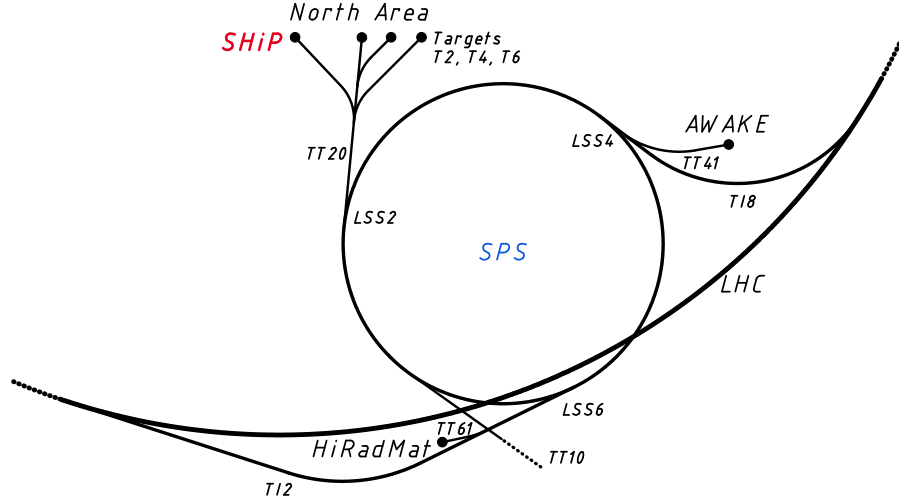 North Area
SHiP
Targets
T2, T4, T6
AWAKE
LSS4
TT20
TT41
TI8
LSS2
SPS
LHC
LSS6
TT61
HiRadMat
TT10
TI2